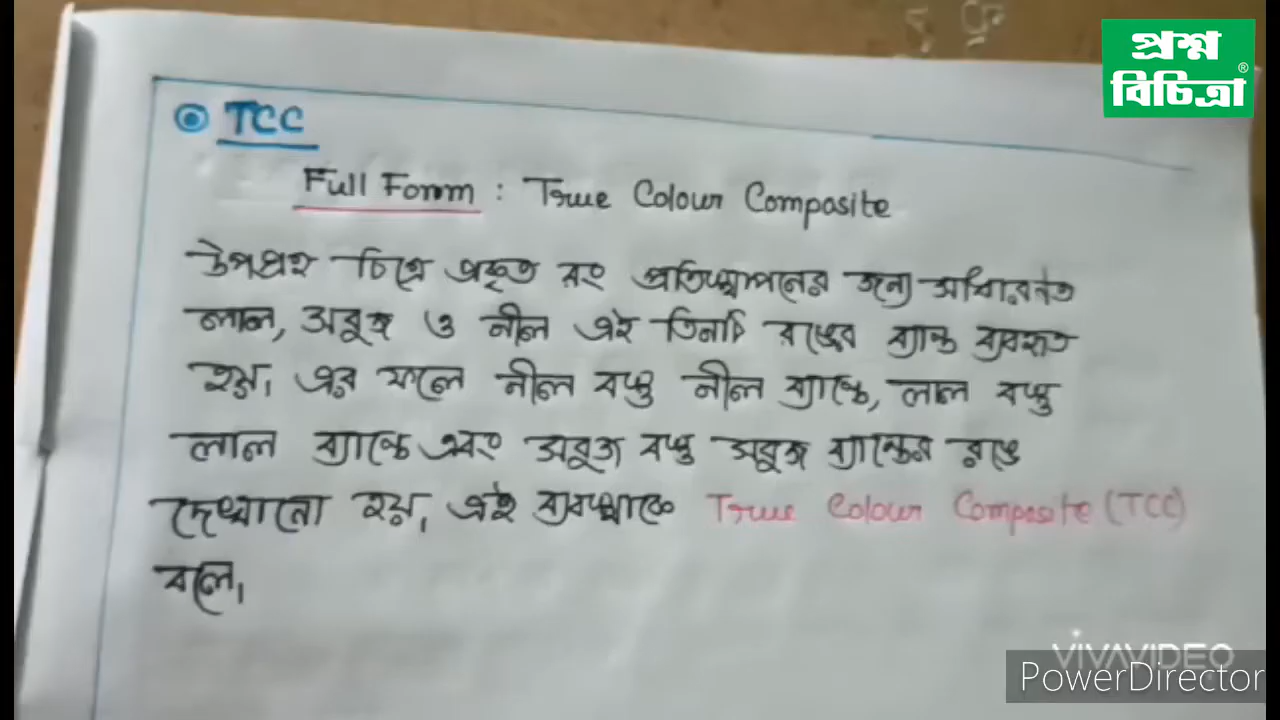 প্রশ্ন
বিচিত্রা®
TCC
Full Form : True Colour Composite
উপগ্রহ চিত্রে প্রকৃত রং প্রতিস্থাপনের জন্য সাধারণত
লাল, সবুজ ও নীল এই তিনটি রঙের ব্যান্ড ব্যবহৃত
হয়। এর ফলে নীল বস্তু নীল ব্যান্ডে, লাল বস্তু
লাল ব্যান্ডে এবং সবুজ বস্তু সবুজ ব্যান্ডের রঙে
দেখানো হয়, এই ব্যবস্থাকে True Colour Composite (TCC)
বলে।
VIVAVIDEO
PowerDirector